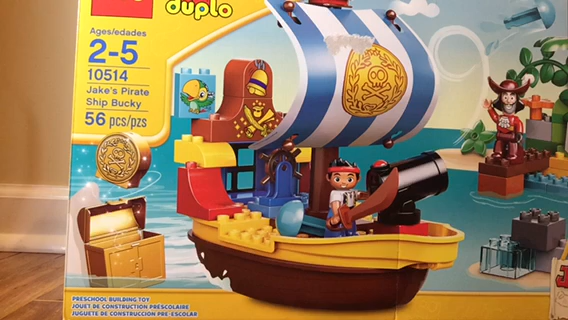 duplo
Ages/edades
2-5
10514
Jake's Pirate
Ship Bucky
56 pcs/pzs
PRESCHOOL BUILDING TOY
JOUET DE CONSTRUCTION PRÉSCOLAIRE
JUGUETE DE CONSTRUCCIÓN PRE-ESCOLAR